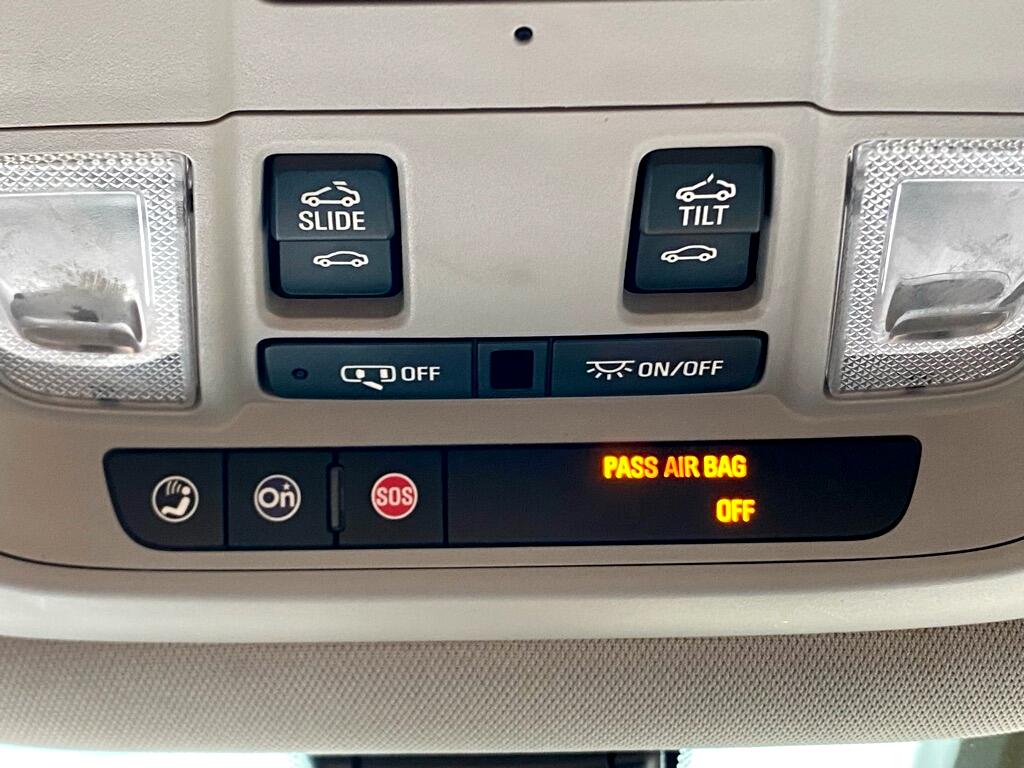 SLIDE
TILT
OFF
ON/OFF
On
SOS
PASS AIR BAG
OFF